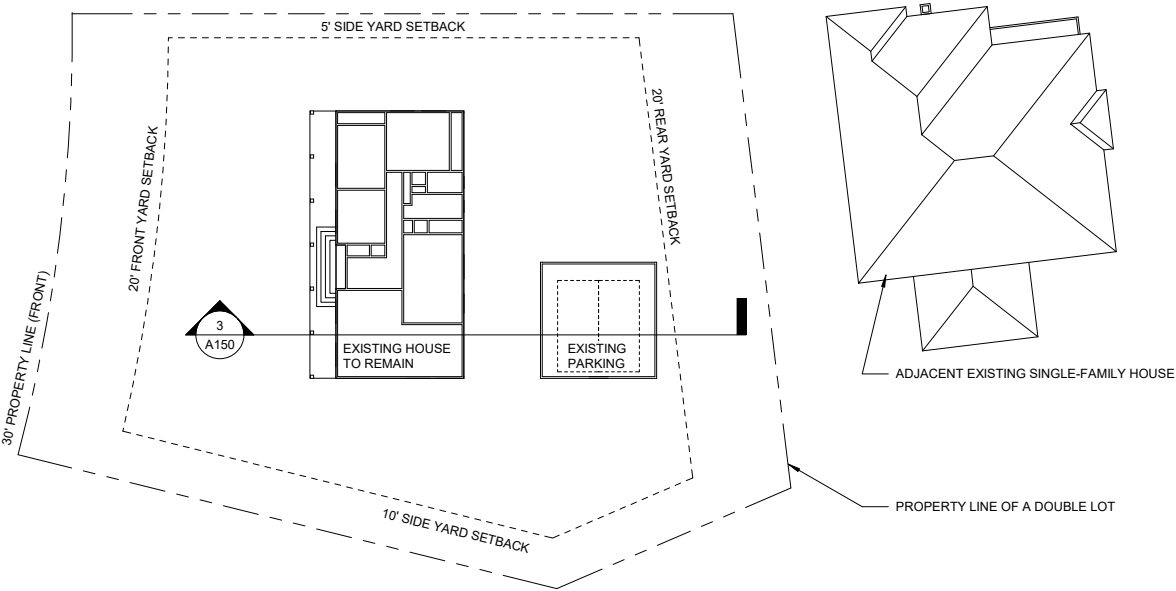 5' SIDE YARD SETBACK
20' FRONT YARD SETBACK
20' REAR YARD SETBACK
30' PROPERTY LINE (FRONT)
3
A150
EXISTING HOUSE
TO REMAIN
EXISTING
PARKING
ADJACENT EXISTING SINGLE-FAMILY HOUSE
PROPERTY LINE OF A DOUBLE LOT
10' SIDE YARD SETBACK